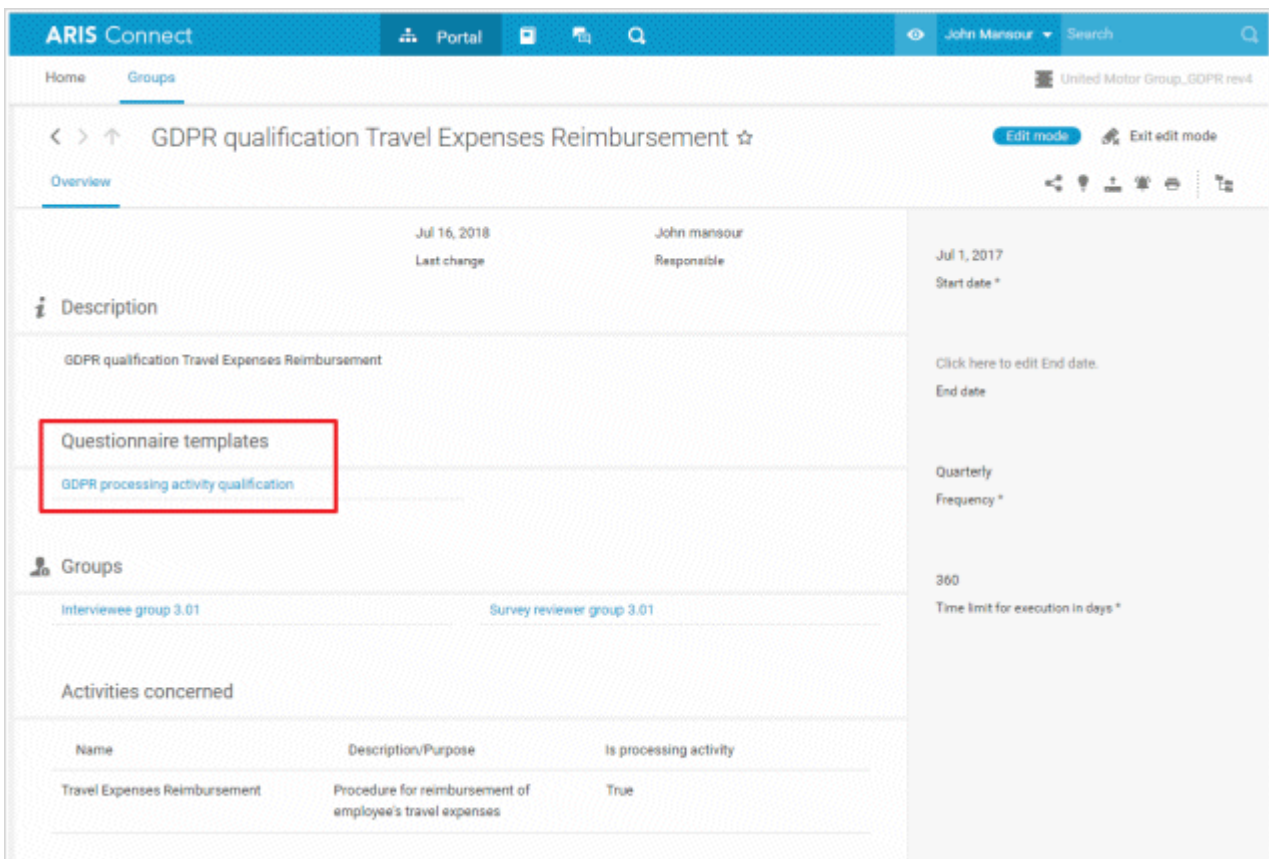 ARIS Connect Portal John Mansour Search
Home Groups United Motor Group_GDPR rev4
GDPR qualification Travel Expenses Reimbursement
Edit mode Exit edit mode
Overview
Jul 16, 2018 John mansour
Last change Responsible
Jul 1, 2017
Start date *
Description
GDPR qualification Travel Expenses Reimbursement
Click here to edit End date.
End date
Questionnaire templates
GDPR processing activity qualification
Quarterly
Frequency *
Groups
Interviewee group 3.01 Survey reviewer group 3.01
360
Time limit for execution in days *
Activities concerned
Name Description/Purpose Is processing activity
Travel Expenses Reimbursement Procedure for reimbursement of True
employee's travel expenses